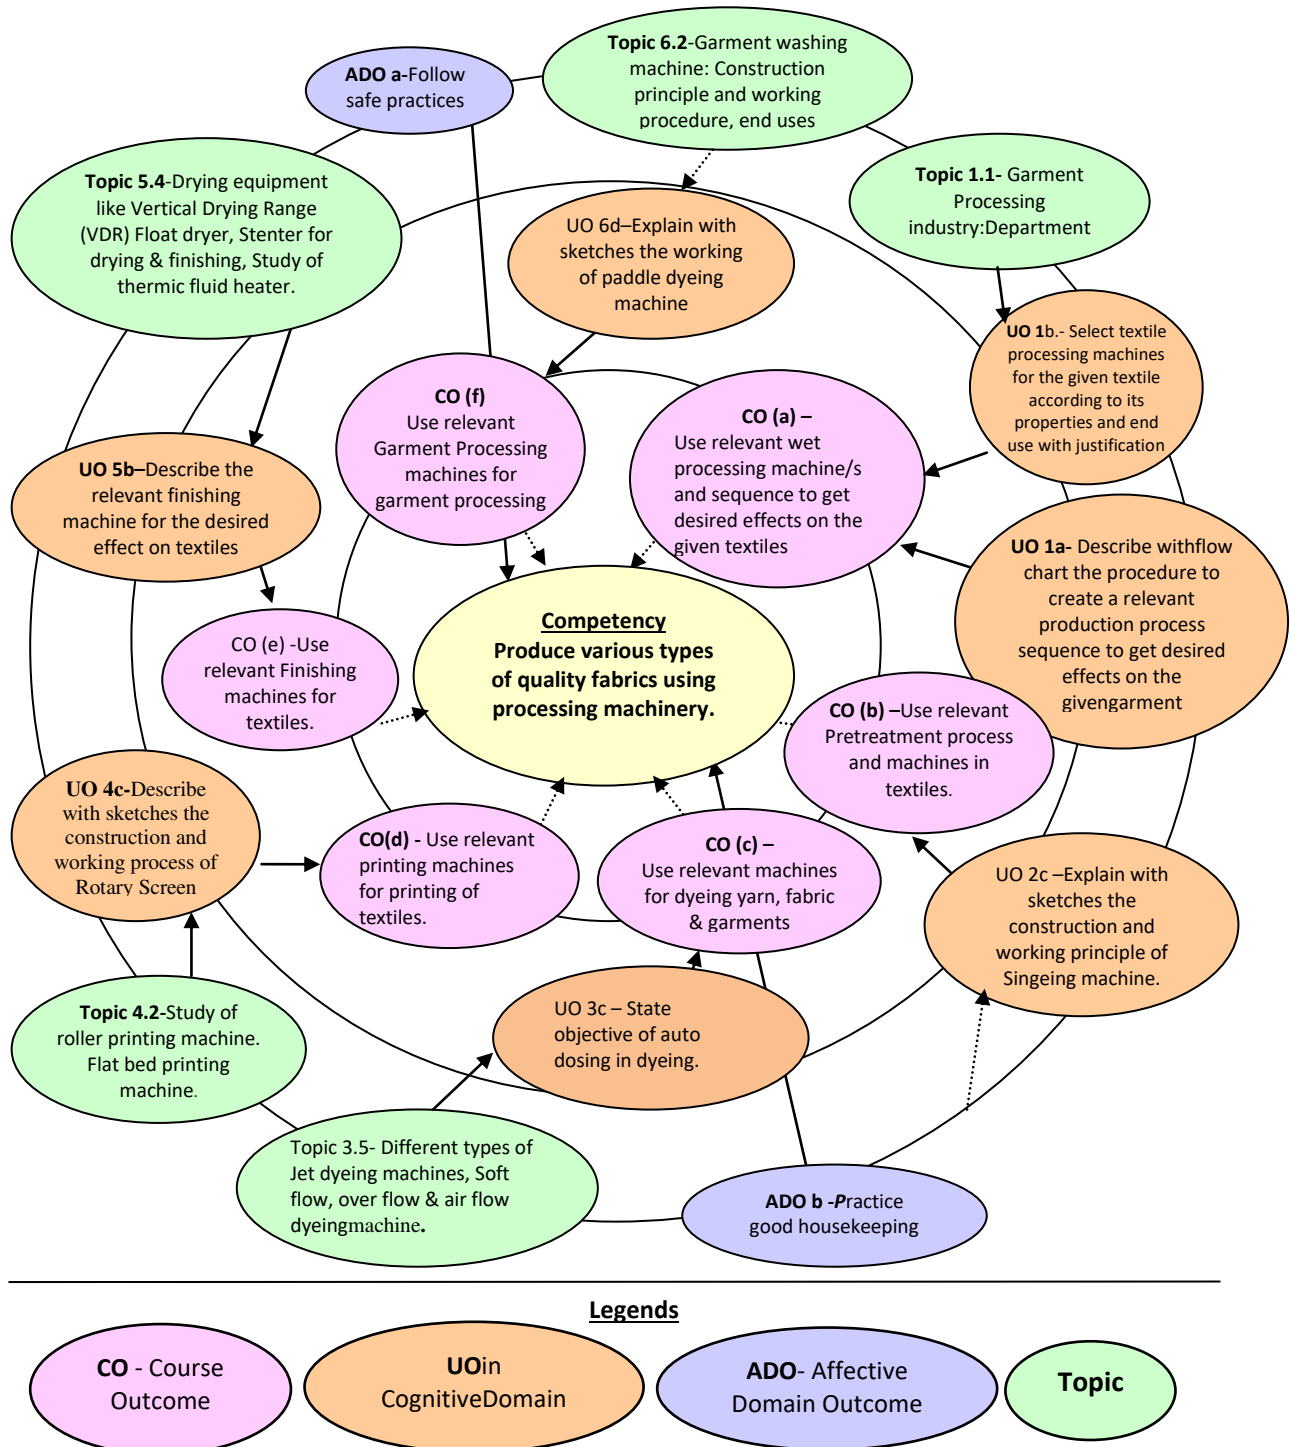 ADO a-Follow
safe practices
Topic 6.2-Garment washing
machine: Construction
principle and working
procedure, end uses
Topic 5.4-Drying equipment
like Vertical Drying Range
(VDR) Float dryer, Stenter for
drying & finishing, Study of
thermic fluid heater.
Topic 1.1- Garment
Processing
industry:Department
UO 6d–Explain with
sketches the working
of paddle dyeing
machine
UO 1b.- Select textile
processing machines
for the given textile
according to its
properties and end
use with justification
CO (f)
Use relevant
Garment Processing
machines for
garment processing
CO (a) –
Use relevant wet
processing machine/s
and sequence to get
desired effects on the
given textiles
UO 5b–Describe the
relevant finishing
machine for the desired
effect on textiles
UO 1a- Describe withflow
chart the procedure to
create a relevant
production process
sequence to get desired
effects on the
givengarment
Competency
Produce various types
of quality fabrics using
processing machinery.
CO (e) -Use
relevant Finishing
machines for
textiles.
CO (b) –Use relevant
Pretreatment process
and machines in
textiles.
UO 4c-Describe
with sketches the
construction and
working process of
Rotary Screen
CO(d) - Use relevant
printing machines
for printing of
textiles.
CO (c) –
Use relevant machines
for dyeing yarn, fabric
& garments
UO 2c –Explain with
sketches the
construction and
working principle of
Singeing machine.
Topic 4.2-Study of
roller printing machine.
Flat bed printing
machine.
UO 3c – State
objective of auto
dosing in dyeing.
Topic 3.5- Different types of
Jet dyeing machines, Soft
flow, over flow & air flow
dyeingmachine.
ADO b -Practice
good housekeeping
Legends
CO - Course
Outcome
UOin
CognitiveDomain
ADO- Affective
Domain Outcome
Topic